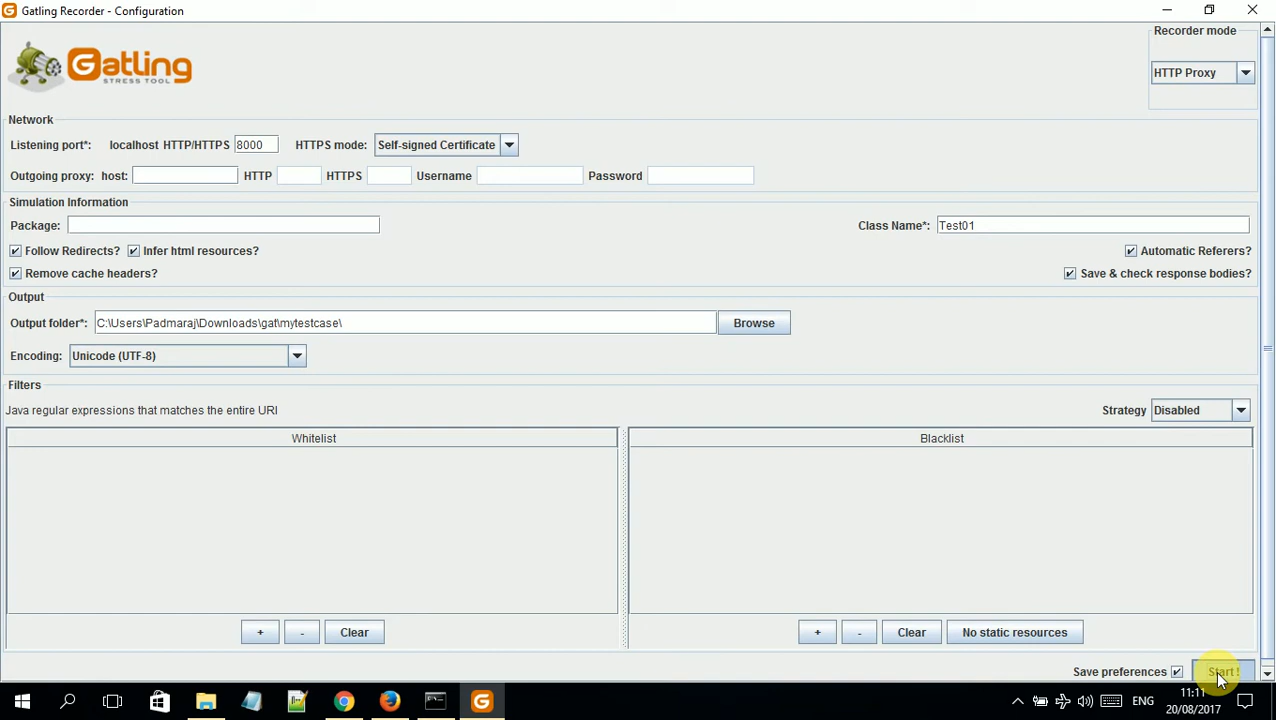 Gatling Recorder - Configuration
Recorder mode
Gatling
STRESS TOOL
HTTP Proxy
Network
Listening port*: localhost HTTP/HTTPS 8000 HTTPS mode: Self-signed Certificate
Outgoing proxy: host: HTTP HTTPS Username Password
Simulation Information
Package: Class Name*: Test01
Follow Redirects? Infer html resources? Automatic Referers?
Remove cache headers? Save & check response bodies?
Output
Output folder*: C:\Users\Padmaraj\Downloads\gat\mytestcase\ Browse
Encoding: Unicode (UTF-8)
Filters
Java regular expressions that matches the entire URI Strategy Disabled
Whitelist Blacklist
+ - Clear + - Clear No static resources
Save preferences Start !
11:11
ENG
20/08/2017